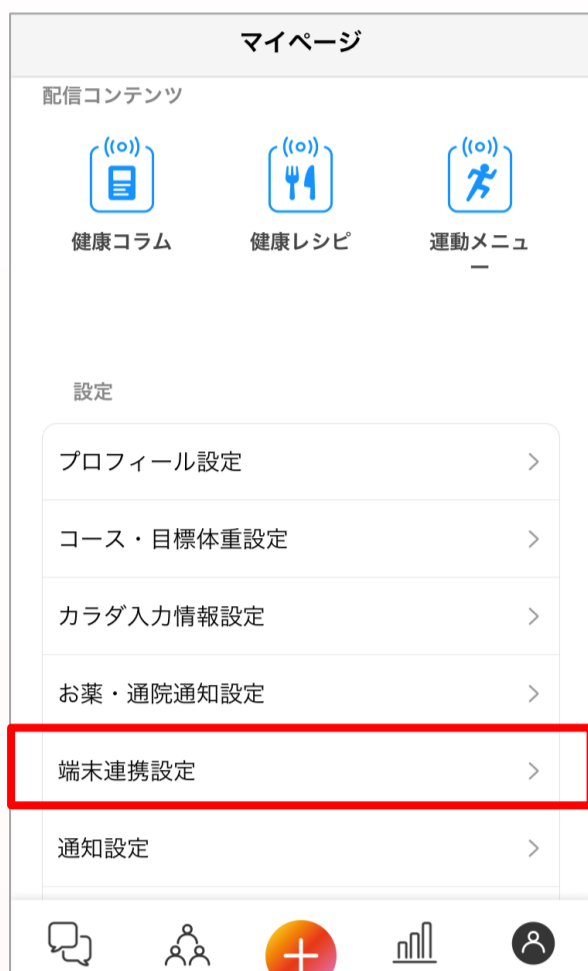 マイページ
配信コンテンツ
健康コラム
健康レシピ
運動メニュ
ー
設定
プロフィール設定
コース・目標体重設定
カラダ入力情報設定
お薬・通院通知設定
端末連携設定
通知設定